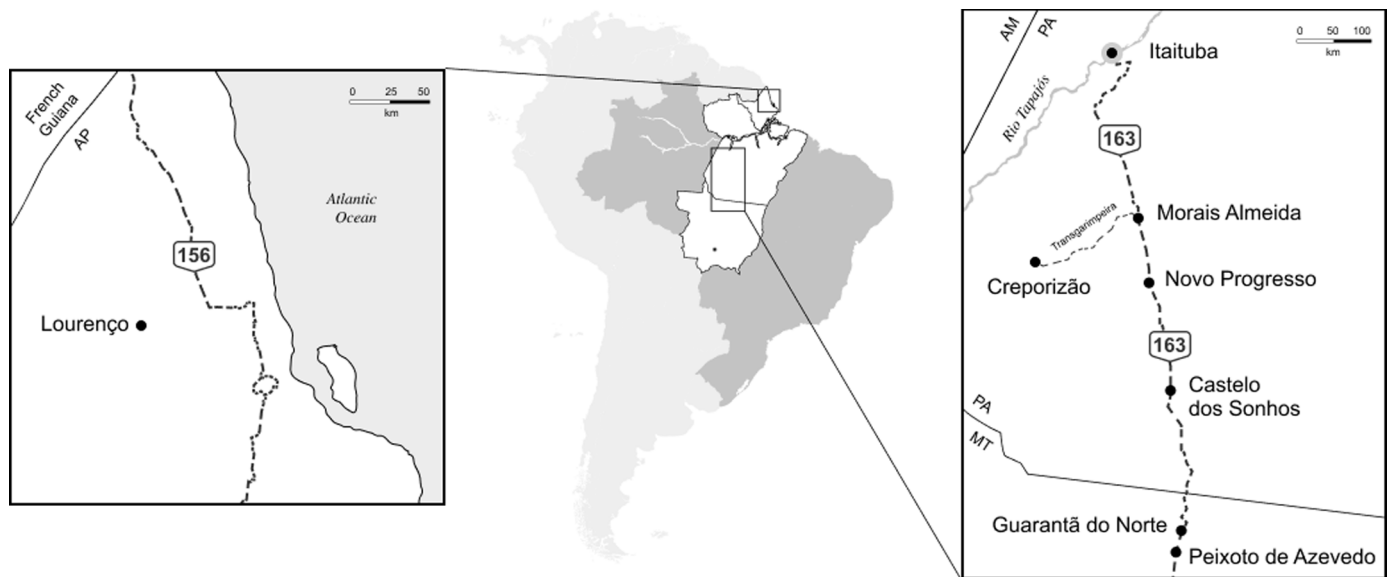 French
Guiana
AP
0 25 50
km
Atlantic
Ocean
156
Lourenço
AM
PA
0 50 100
km
Itaituba
Rio Tapajós
163
Morais Almeida
Transgarimpeira
Creporizão
Novo Progresso
163
Castelo
dos Sonhos
PA
MT
Guarantã do Norte
Peixoto de Azevedo